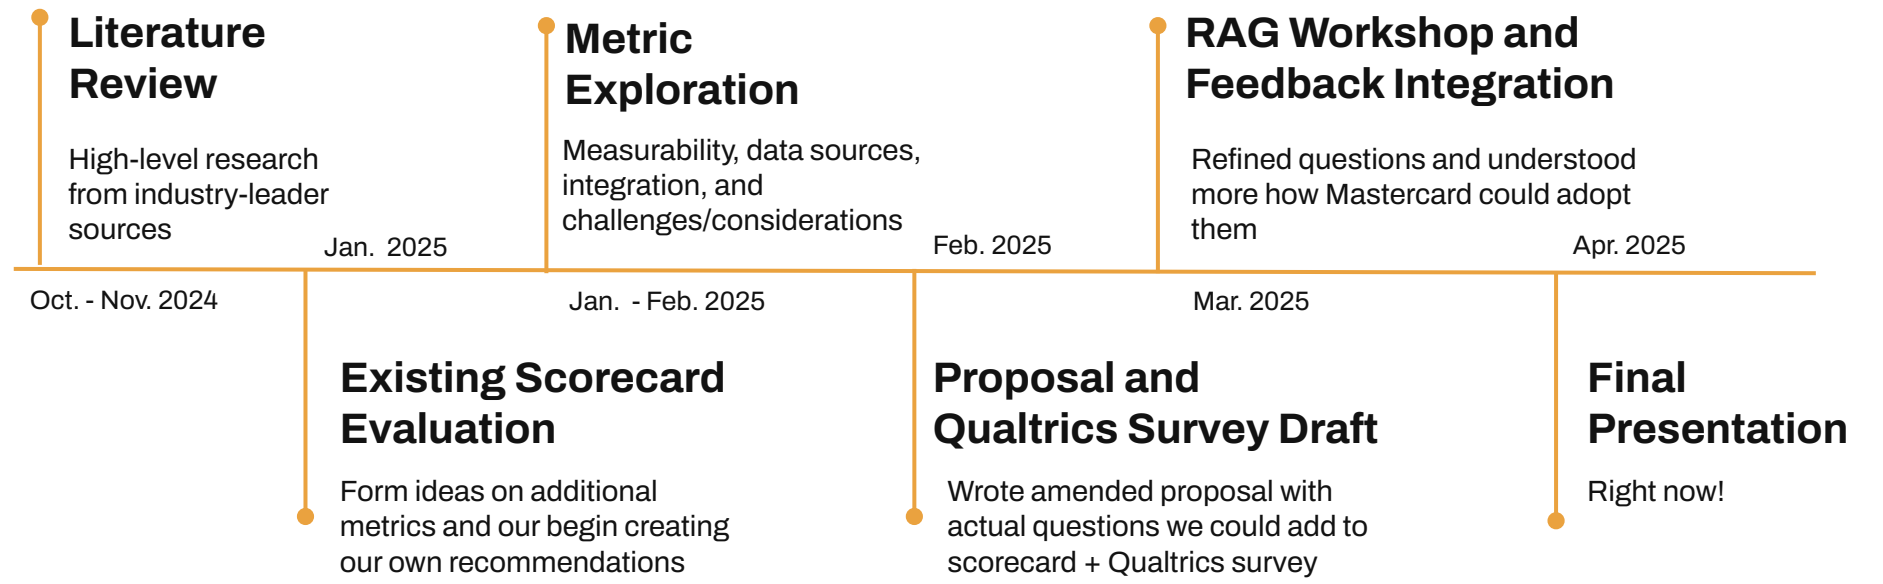 Literature
Review
High-level research
from industry-leader
sources
Oct. - Nov. 2024
Jan.  2025
Existing Scorecard
Evaluation
Form ideas on additional
metrics and our begin creating
our own recommendations
Metric
Exploration
Measurability, data sources,
integration, and
challenges/considerations
Jan.  - Feb. 2025
Feb. 2025
Proposal and
Qualtrics Survey Draft
Wrote amended proposal with
actual questions we could add to
scorecard + Qualtrics survey
RAG Workshop and
Feedback Integration
Refined questions and understood
more how Mastercard could adopt
them
Mar. 2025
Apr. 2025
Final
Presentation
Right now!